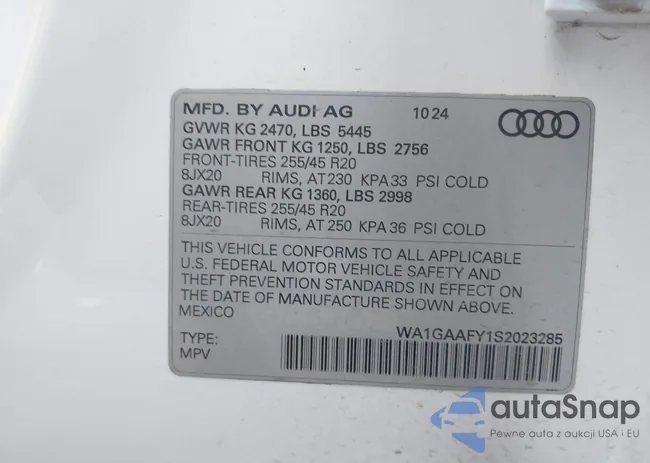 MFD. BY AUDI AG 10 24
GVWR KG 2470, LBS 5445
GAWR FRONT KG 1250, LBS 2756
FRONT-TIRES 255/45 R20
8JX20 RIMS, AT 230 KPA 33 PSI COLD
GAWR REAR KG 1360, LBS 2998
REAR-TIRES 255/45 R20
8JX20 RIMS, AT 250 KPA 36 PSI COLD
THIS VEHICLE CONFORMS TO ALL APPLICABLE
U.S. FEDERAL MOTOR VEHICLE SAFETY AND
THEFT PREVENTION STANDARDS IN EFFECT ON
THE DATE OF MANUFACTURE SHOWN ABOVE.
MEXICO
WA1GAAFY1S2023285
TYPE:
MPV
autaSnap
Pewne auta z aukcji USA i EU